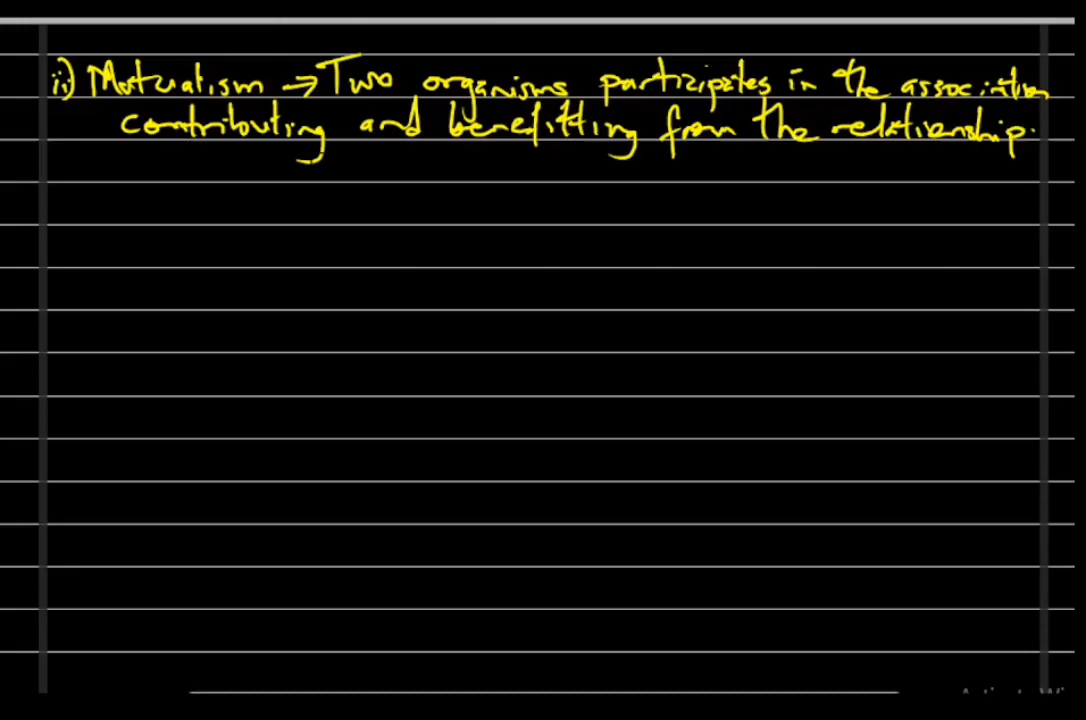 ii) Mutualism → Two organisms participates in the association
contributing and benefitting from the relationship.